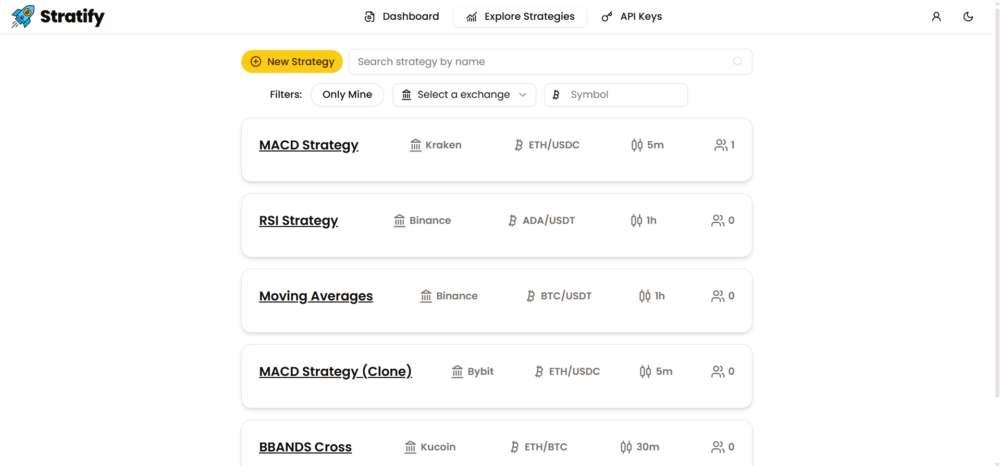 Stratify Dashboard Explore Strategies API Keys
New Strategy Search strategy by name
Filters: Only Mine Select a exchange Symbol
MACD Strategy Kraken ETH/USDC 5m 1
RSI Strategy Binance ADA/USDT 1h 0
Moving Averages Binance BTC/USDT 1h 0
MACD Strategy (Clone) Bybit ETH/USDC 5m 0
BBANDS Cross Kucoin ETH/BTC 30m 0